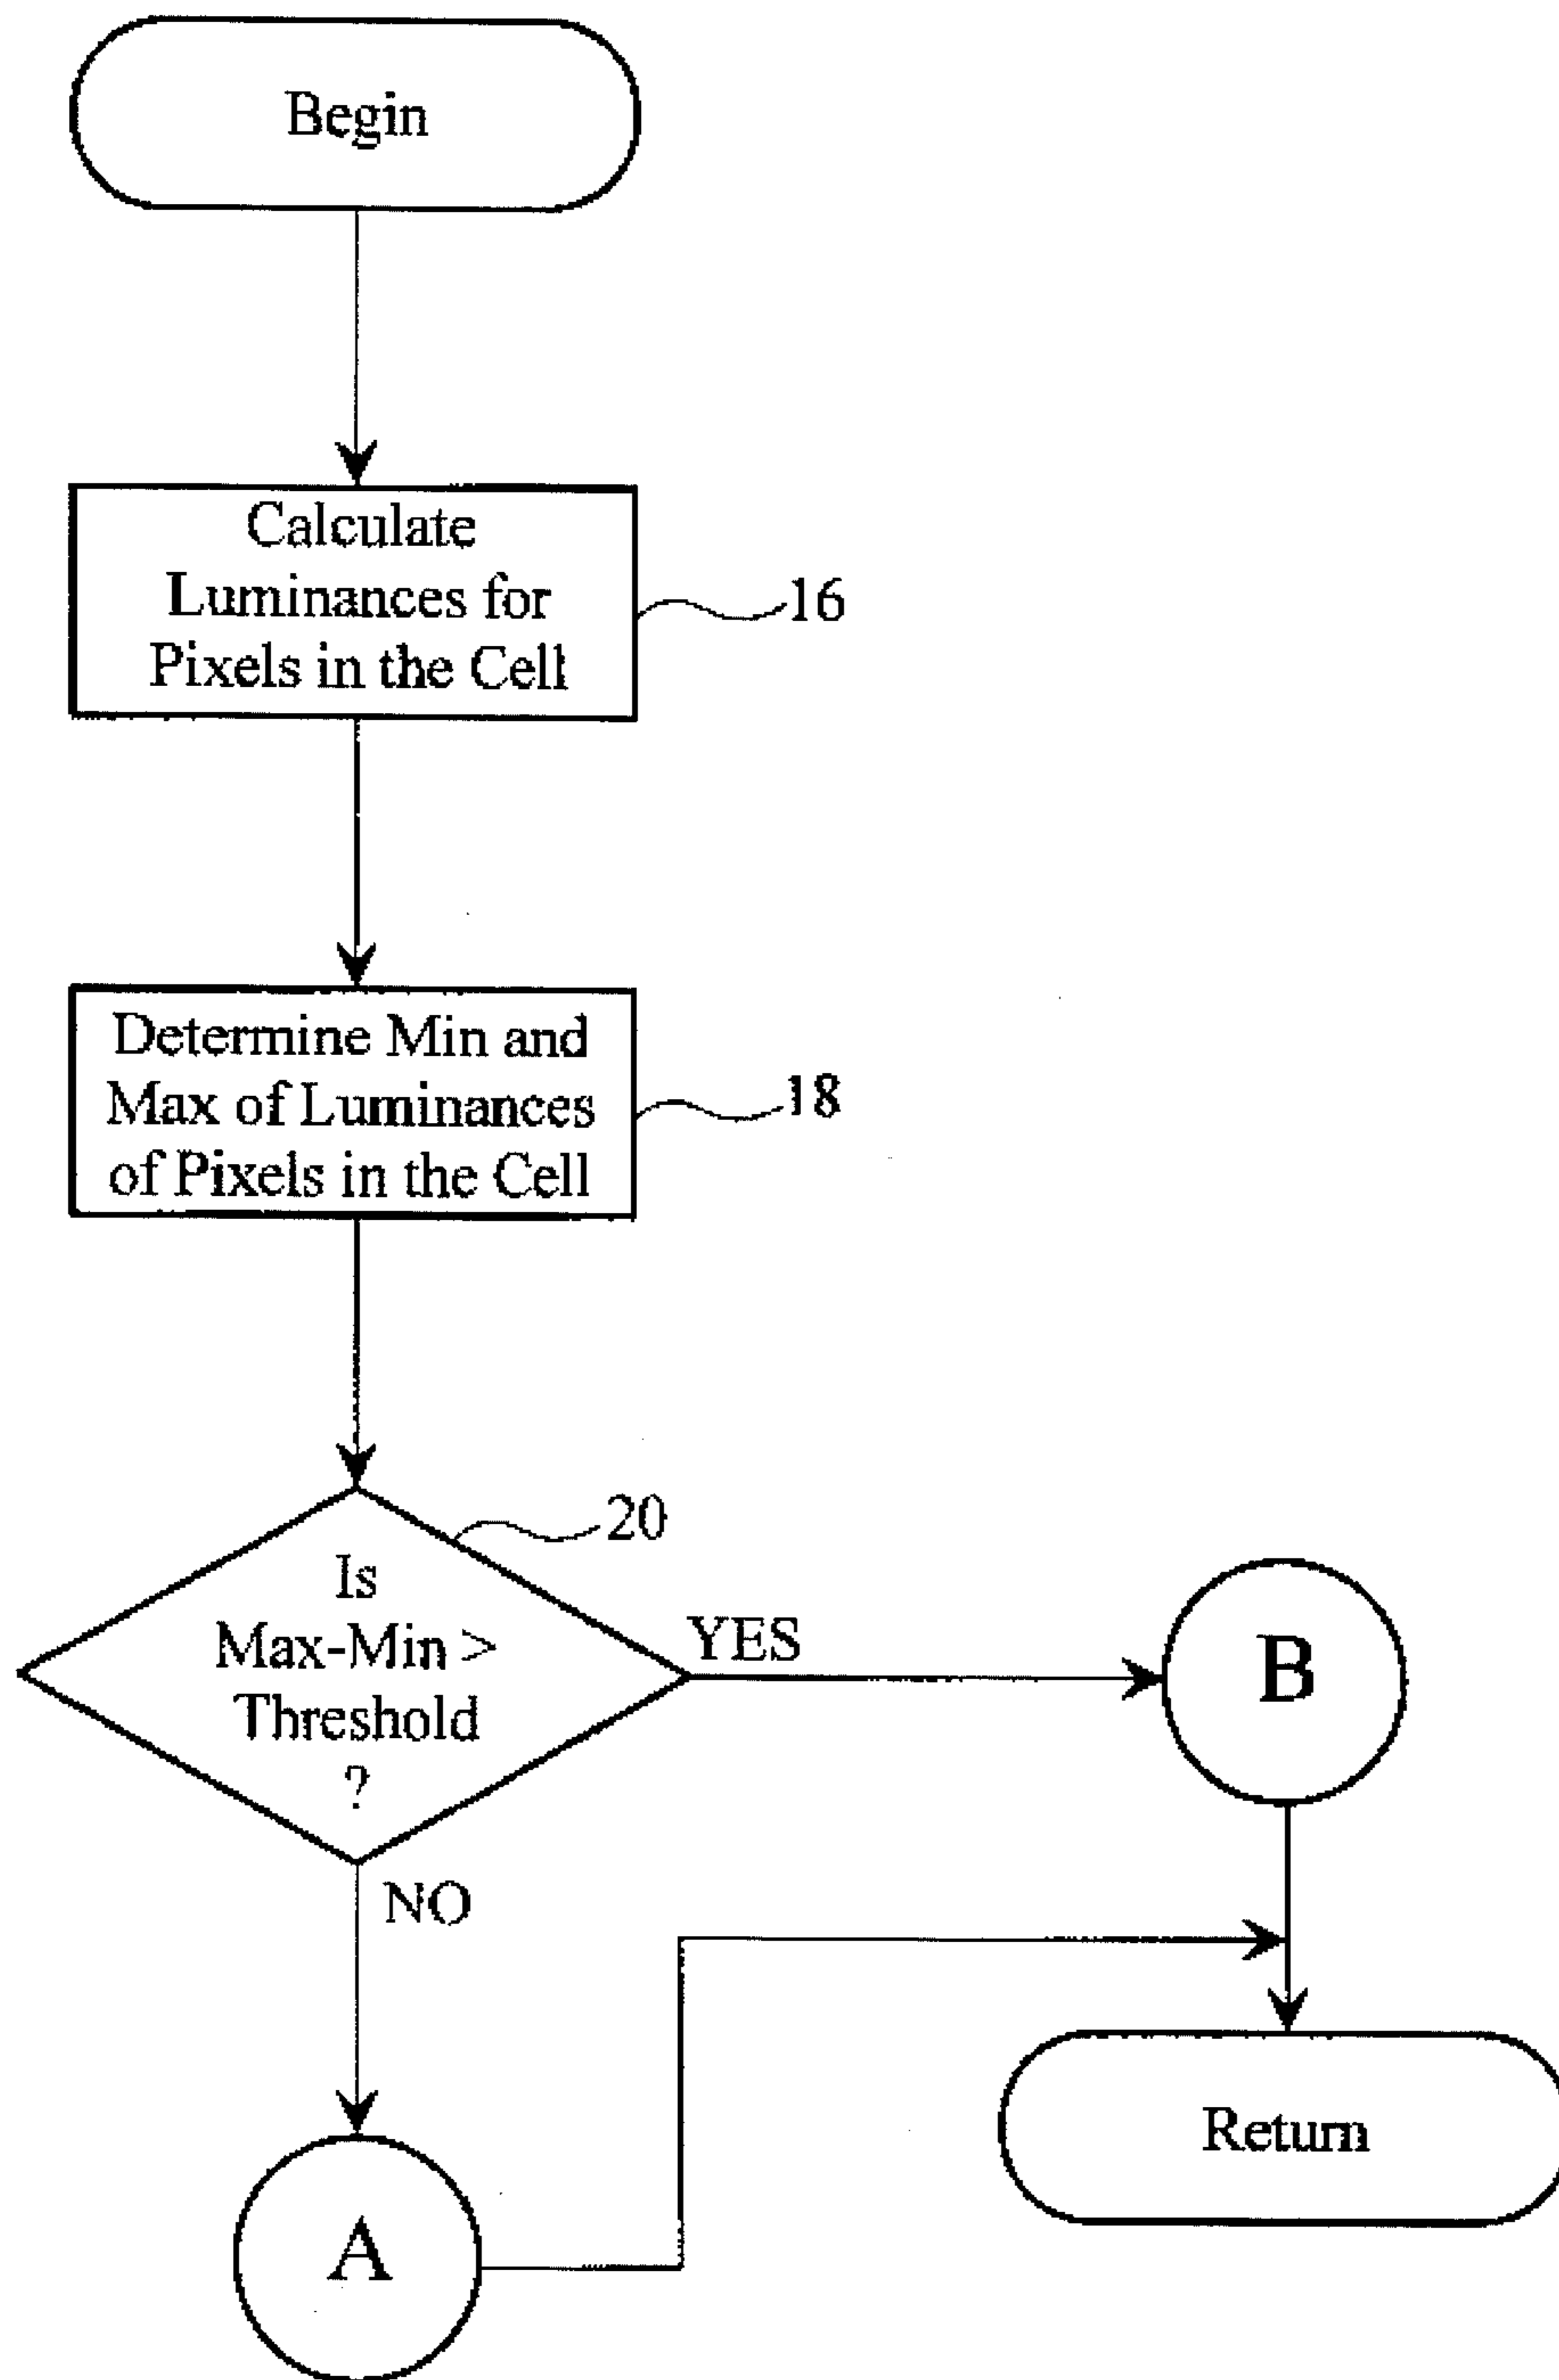 Begin
Calculate
Luminances for
Pixels in the Cell
16
Determine Min and
Max of Luminances
of Pixels in the Cell
18
20
Is
Max-Min >
Threshold
?
YES
B
NO
Return
A